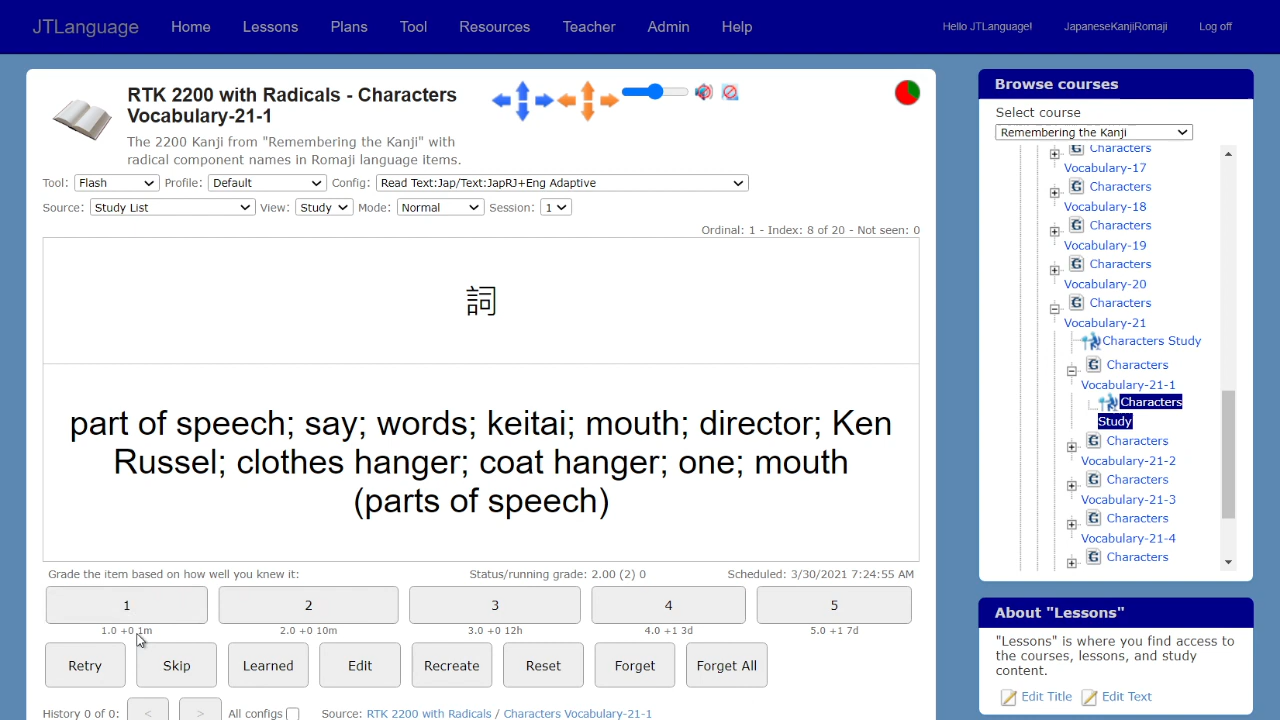 JTLanguage Home Lessons Plans Tool Resources Teacher Admin Help Hello JTLanguage! JapaneseKanjiRomaji Log off
RTK 2200 with Radicals - Characters
Vocabulary-21-1
The 2200 Kanji from "Remembering the Kanji" with
radical component names in Romaji language items.
Tool: Flash Profile: Default Config: Read Text:Jap/Text:JapRJ+Eng Adaptive
Source: Study List View: Study Mode: Normal Session: 1
Ordinal: 1 - Index: 8 of 20 - Not seen: 0
詞
part of speech; say; words; keitai; mouth; director; Ken
Russel; clothes hanger; coat hanger; one; mouth
(parts of speech)
Grade the item based on how well you knew it: Status/running grade: 2.00 (2) 0 Scheduled: 3/30/2021 7:24:55 AM
1 2 3 4 5
1.0 +0 1m 2.0 +0 10m 3.0 +0 12h 4.0 +1 3d 5.0 +1 7d
Retry Skip Learned Edit Recreate Reset Forget Forget All
History 0 of 0: < > All configs Source: RTK 2200 with Radicals / Characters Vocabulary-21-1
Browse courses
Select course
Remembering the Kanji
Characters
Vocabulary-17
Characters
Vocabulary-18
Characters
Vocabulary-19
Characters
Vocabulary-20
Characters
Vocabulary-21
Characters Study
Characters
Vocabulary-21-1
Characters
Study
Characters
Vocabulary-21-2
Characters
Vocabulary-21-3
Characters
Vocabulary-21-4
Characters
About "Lessons"
"Lessons" is where you find access to
the courses, lessons, and study
content.
Edit Title Edit Text